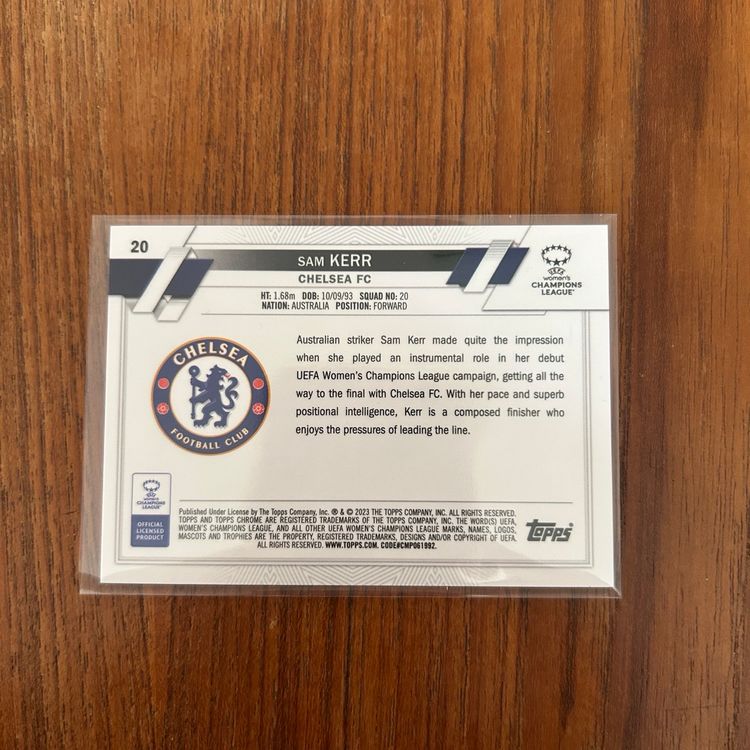 20
SAM KERR
CHELSEA FC
HT: 1.68m DOB: 10/09/93 SQUAD NO: 20
NATION: AUSTRALIA POSITION: FORWARD
UEFA
WOMEN'S
CHAMPIONS
LEAGUE
Australian striker Sam Kerr made quite the impression
when she played an instrumental role in her debut
UEFA Women's Champions League campaign, getting all the
way to the final with Chelsea FC. With her pace and superb
positional intelligence, Kerr is a composed finisher who
enjoys the pressures of leading the line.
CHELSEA
FOOTBALL CLUB
WOMEN'S
CHAMPIONS
LEAGUE
OFFICIAL
LICENSED
PRODUCT
Published Under License by The Topps Company, Inc. ® & © 2023 THE TOPPS COMPANY, INC. ALL RIGHTS RESERVED.
TOPPS AND TOPPS CHROME ARE REGISTERED TRADEMARKS OF THE TOPPS COMPANY, INC. THE WORD(S) UEFA,
WOMEN'S CHAMPIONS LEAGUE, AND ALL OTHER UEFA WOMEN'S CHAMPIONS LEAGUE MARKS, NAMES, LOGOS,
MASCOTS AND TROPHIES ARE THE PROPERTY, REGISTERED TRADEMARKS, DESIGNS AND/OR COPYRIGHT OF UEFA.
ALL RIGHTS RESERVED. WWW.TOPPS.COM. CODE#CMP061992.
Topps